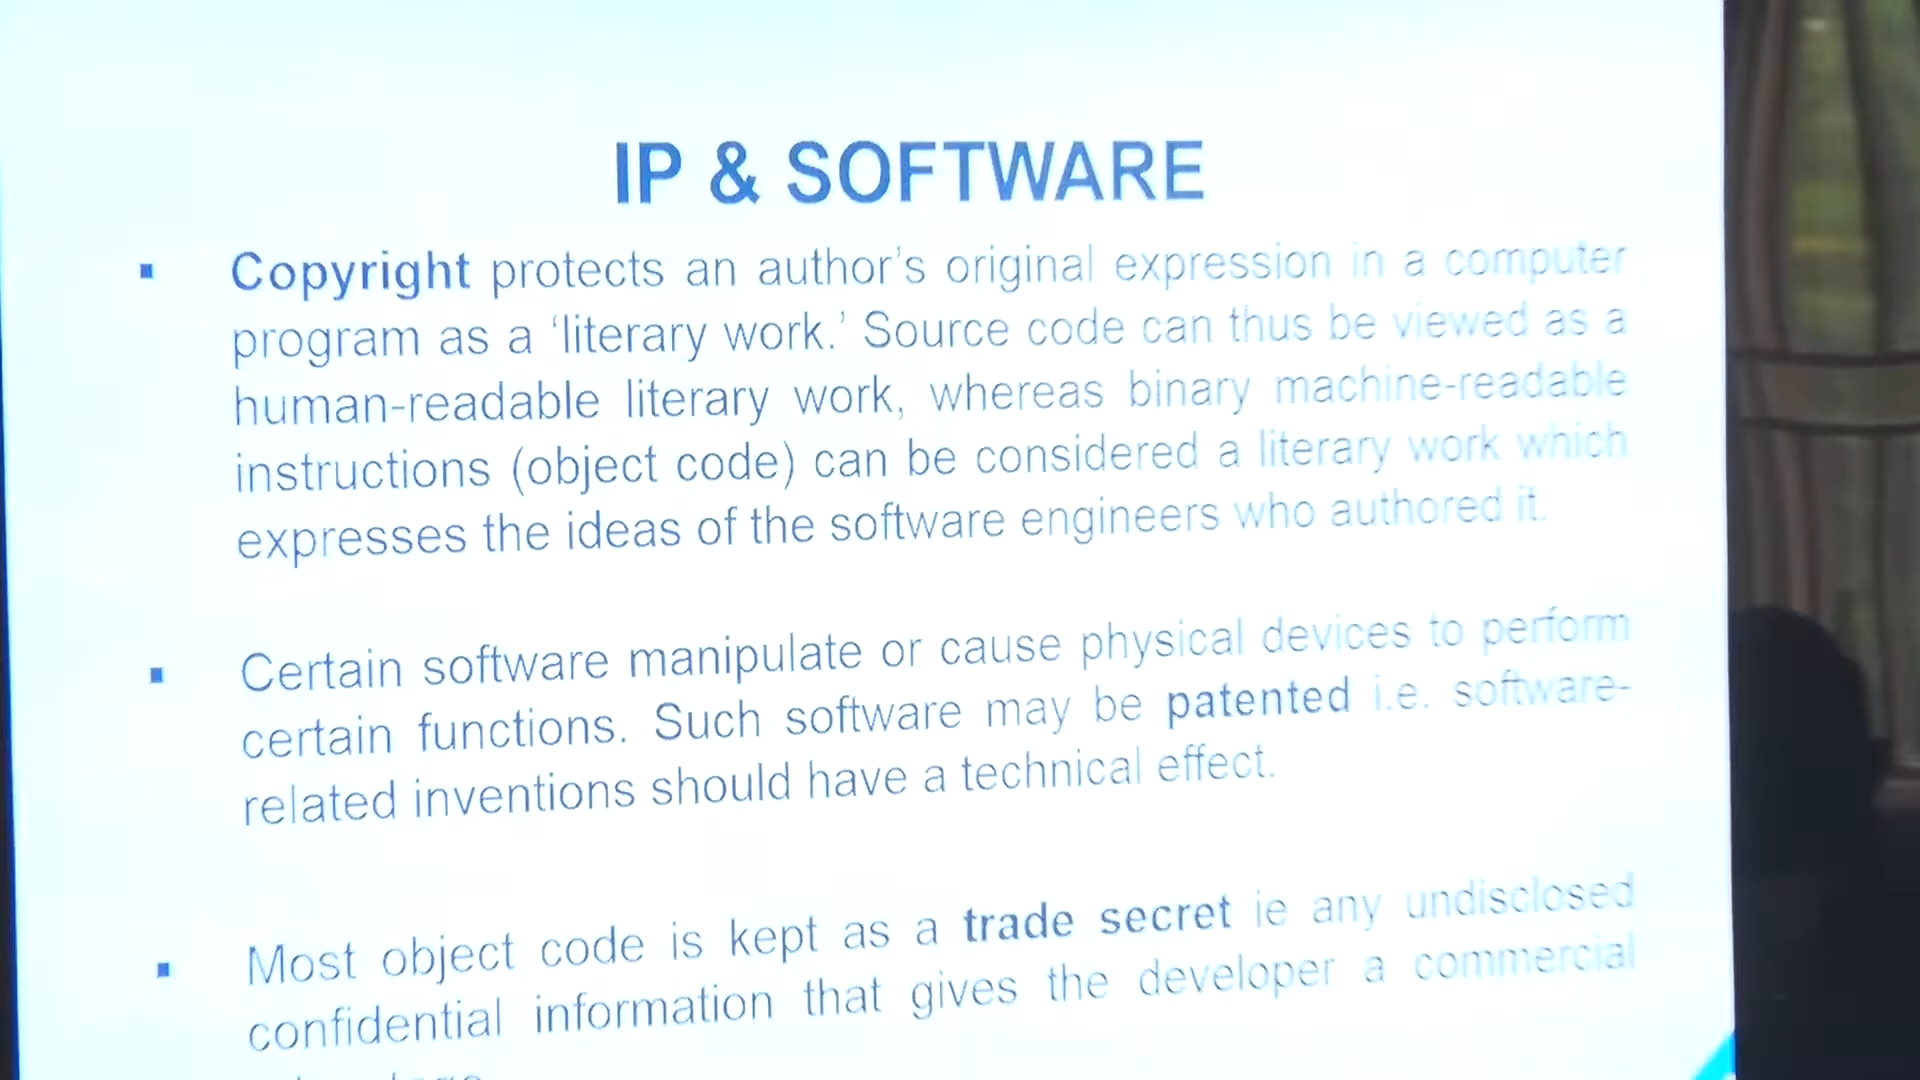 IP & SOFTWARE
▪ Copyright protects an author's original expression in a computer
program as a 'literary work.' Source code can thus be viewed as a
human-readable literary work, whereas binary machine-readable
instructions (object code) can be considered a literary work which
expresses the ideas of the software engineers who authored it.
▪ Certain software manipulate or cause physical devices to perform
certain functions. Such software may be patented i.e. software-
related inventions should have a technical effect.
▪ Most object code is kept as a trade secret ie any undisclosed
confidential information that gives the developer a commercial